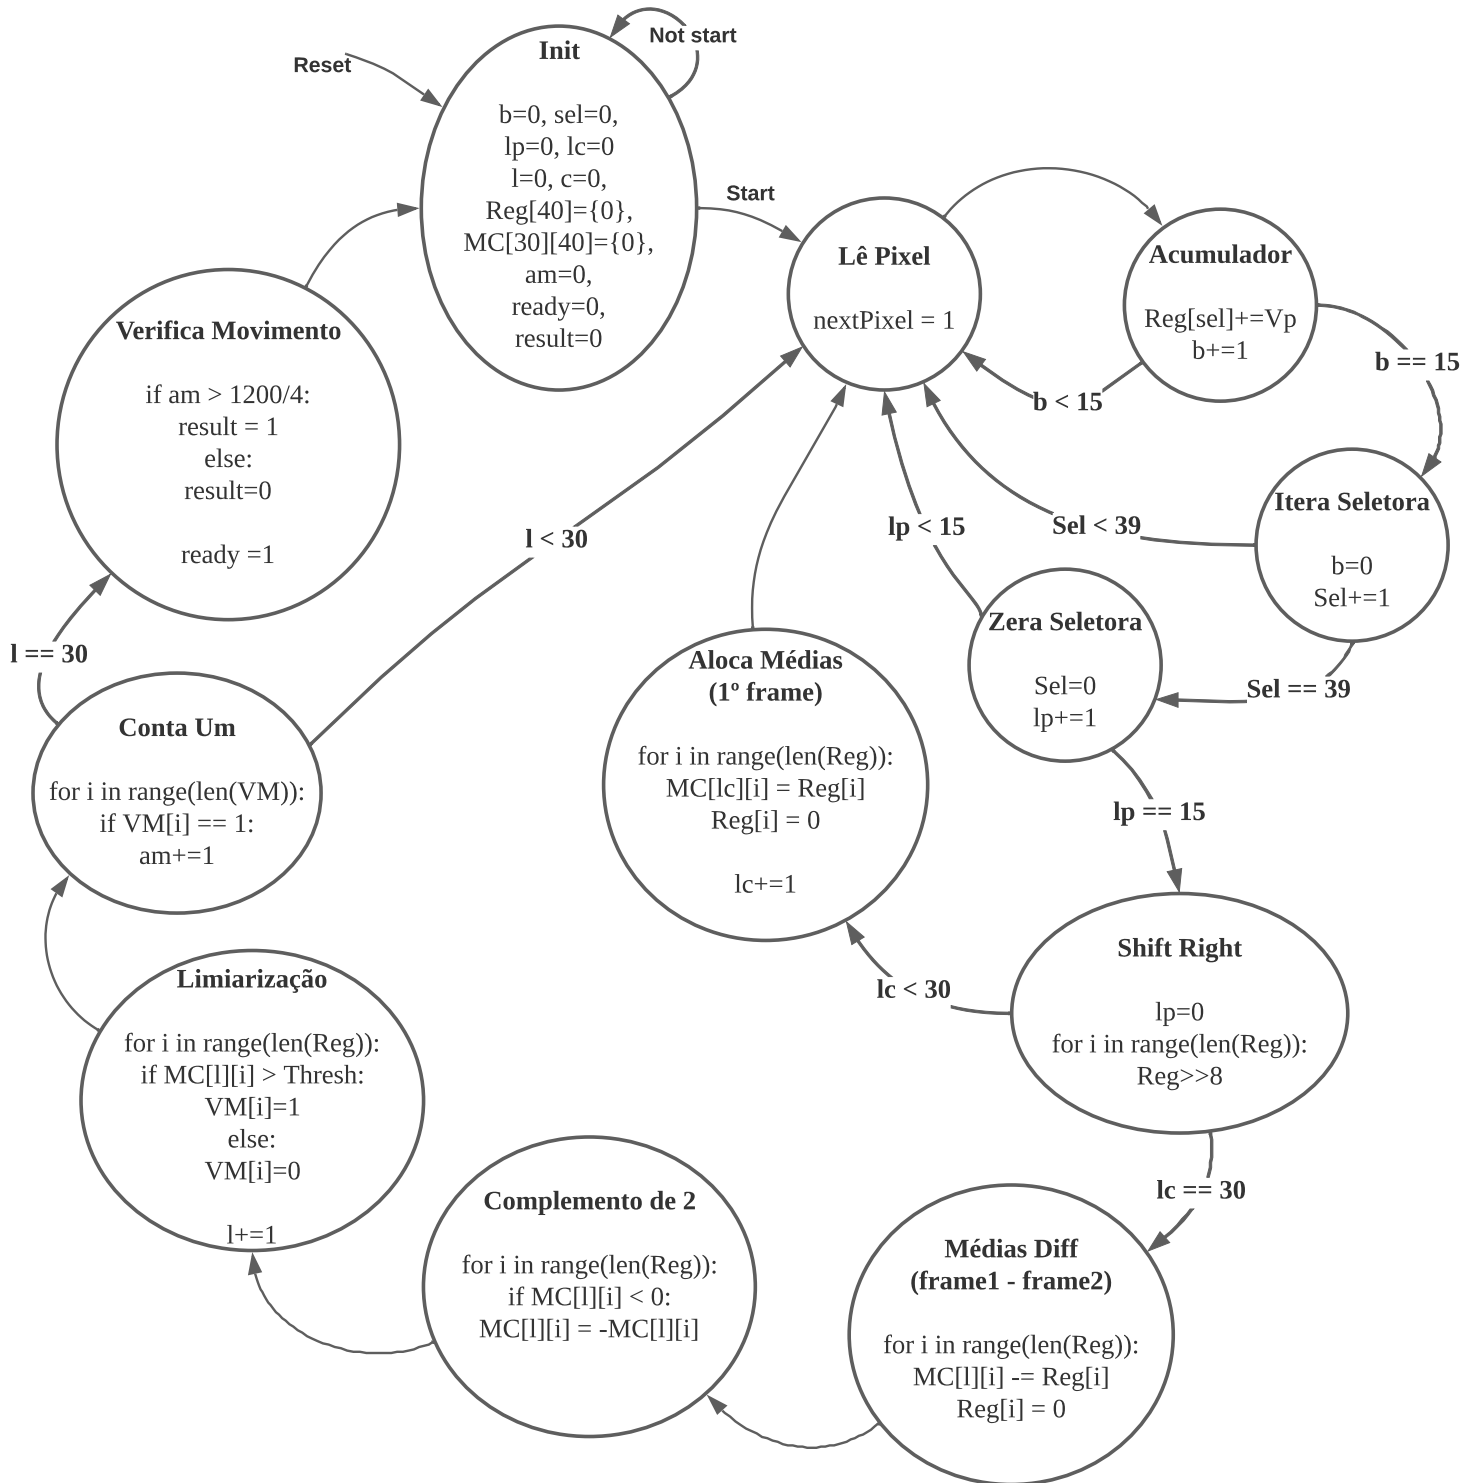 Reset
Not start
Init
b=0, sel=0,
lp=0, lc=0
l=0, c=0,
Reg[40]={0},
MC[30][40]={0},
am=0,
ready=0,
result=0
Start
Lê Pixel
nextPixel = 1
Acumulador
Reg[sel]+=Vp
b+=1
b == 15
b < 15
Itera Seletora
b=0
Sel+=1
Sel < 39
Sel == 39
Zera Seletora
Sel=0
lp+=1
lp < 15
lp == 15
Shift Right
lp=0
for i in range(len(Reg)):
Reg>>8
lc < 30
Aloca Médias
(1º frame)
for i in range(len(Reg)):
MC[lc][i] = Reg[i]
Reg[i] = 0
lc+=1
lc == 30
Médias Diff
(frame1 - frame2)
for i in range(len(Reg)):
MC[l][i] -= Reg[i]
Reg[i] = 0
Complemento de 2
for i in range(len(Reg)):
if MC[l][i] < 0:
MC[l][i] = -MC[l][i]
Limiarização
for i in range(len(Reg)):
if MC[l][i] > Thresh:
VM[i]=1
else:
VM[i]=0
l+=1
Conta Um
for i in range(len(VM)):
if VM[i] == 1:
am+=1
l < 30
l == 30
Verifica Movimento
if am > 1200/4:
result = 1
else:
result=0
ready =1